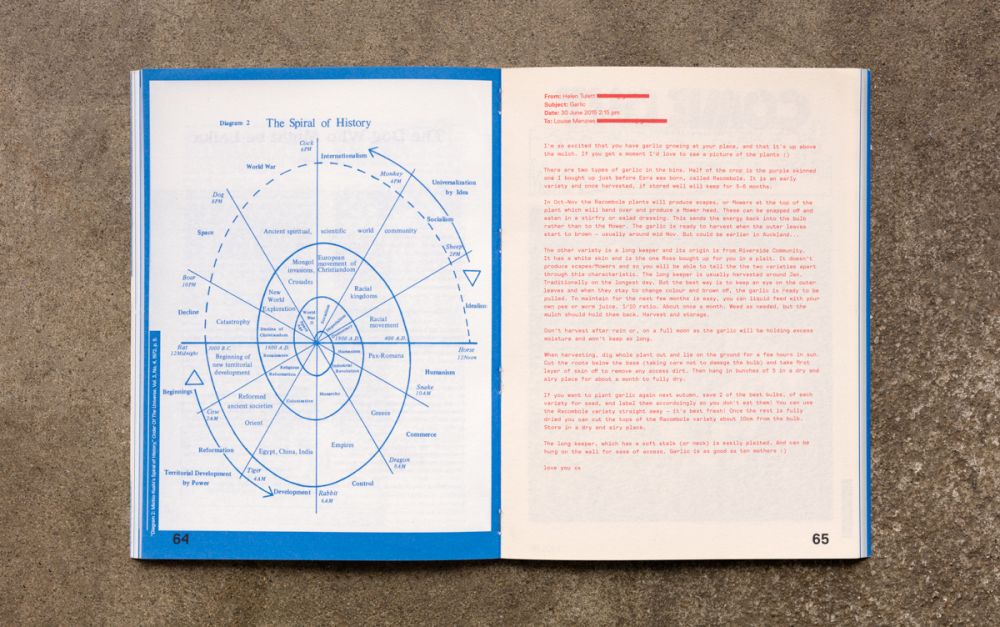 Diagram 2 The Spiral of History
Cock
6PM
Internationalism
World War
Monkey
4PM
Universalization
by Idea
Dog
8PM
Socialism
Space
Ancient spiritual, scientific world community
Sheep
2PM
Mongol
invasions
European
movement of
Christiandom
Crusades
Boar
10PM
New
World
Exploration
Racial
kingdoms
Idealism
World
War
Decline
Catastrophy
Decline of
Christiandom
Racial
movement
Rat
12Midnight
3000 B.C.
1500 A.D.
1900 A.D.
400 A.D.
Horse
12Noon
Beginning of
new territorial
development
Renaissance
Humanism
Pax-Romana
Religious
Reformation
Industrial
Revolution
Humanism
Beginnings
Snake
10AM
Reformed
ancient societies
Colonization
Monarchs
Cow
2AM
Greece
Orient
Commerce
Reformation
Empires
Egypt, China, India
Dragon
8AM
Territorial Development
by Power
Tiger
4AM
Control
Development
Rabbit
6AM
64
From: Helen Tulett
Subject: Garlic
Date: 30 June 2015 2:15 pm
To: Louise Menzies
I'm so excited that you have garlic growing at your place, and that it's up above
the mulch. If you get a moment I'd love to see a picture of the plants :)
There are two types of garlic in the bins. Half of the crop is the purple skinned
one I bought up just before Ezra was born, called Rocombole. It is an early
variety and once harvested, if stored well will keep for 5-6 months.
In Oct-Nov the Rocombole plants will produce scapes, or flowers at the top of the
plant which will bend over and produce a flower head. These can be snapped off and
eaten in a stirfry or salad dressing. This sends the energy back into the bulb
rather than to the flower. The garlic is ready to harvest when the outer leaves
start to brown – usually around mid Nov. But could be earlier in Auckland...
The other variety is a long keeper and its origin is from Riverside Community.
It has a white skin and is the one Ross bought up for you in a plait. It doesn't
produce scapes/flowers and so you will be able to tell the the two varieties apart
through this characteristic. The long keeper is usually harvested around Jan.
Traditionally on the longest day. But the best way is to keep an eye on the outer
leaves and when they stay to change colour and brown off, the garlic is ready to be
pulled. To maintain for the next few months is easy, you can liquid feed with your
own pee or worm juice. 1/10 ratio. About once a month. Weed as needed, but the
mulch should hold them back. Harvest and storage.
Don't harvest after rain or, on a full moon as the garlic will be holding excess
moisture and won't keep as long.
When harvesting, dig whole plant out and lie on the ground for a few hours in sun.
Cut the roots below the base (taking care not to damage the bulb) and take first
layer of skin off to remove any access dirt. Then hang in bunches of 5 in a dry and
airy place for about a month to fully dry.
If you want to plant garlic again next autumn, save 2 of the best bulbs, of each
variety for seed, and label them accordingly so you don't eat them! You can use
the Rocombole variety straight away – it's best fresh! Once the rest is fully
dried you can cut the tops of the Rocombole variety about 10cm from the bulb.
Store in a dry and airy place.
The long keeper, which has a soft stale (or neck) is easily plaited. And can be
hung on the wall for ease of access. Garlic is as good as ten mothers :)
love you xx
65